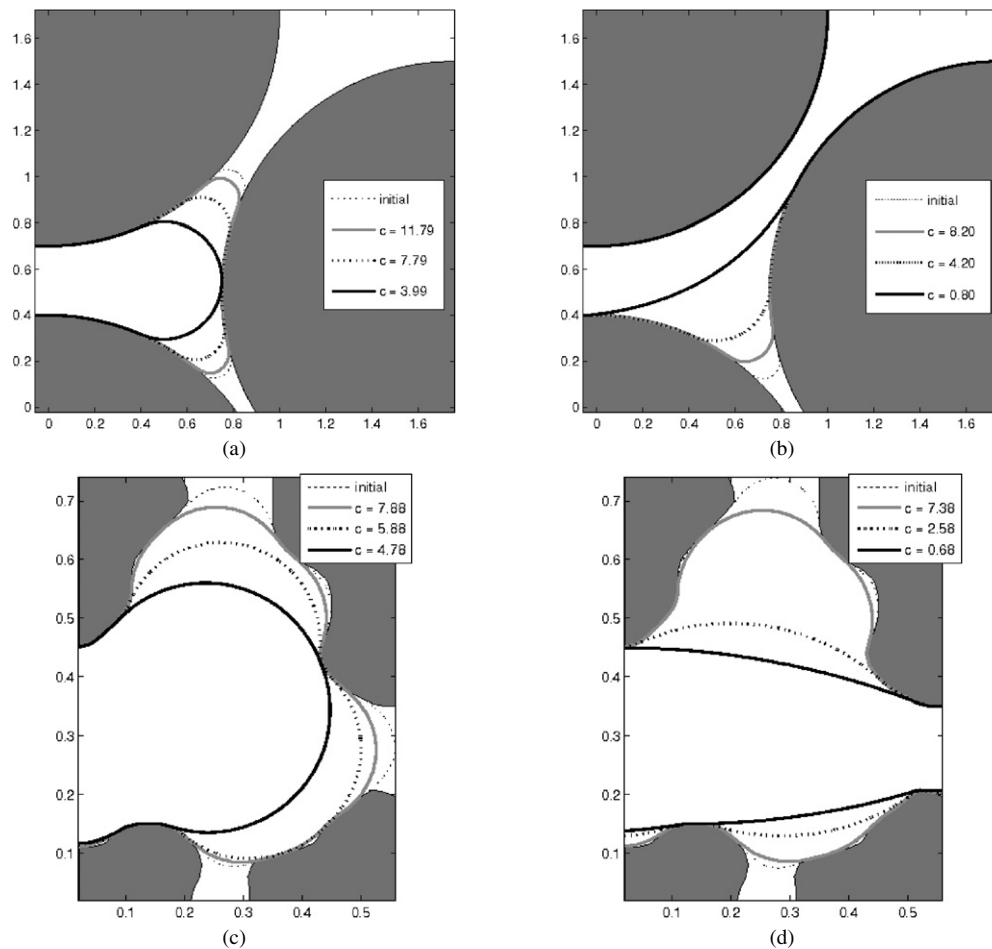 1.6
1.4
1.2
1
0.8
0.6
0.4
0.2
0
initial
c = 11.79
c = 7.79
c = 3.99
0 0.2 0.4 0.6 0.8 1 1.2 1.4 1.6
(a)
1.6
1.4
1.2
1
0.8
0.6
0.4
0.2
0
initial
c = 8.20
c = 4.20
c = 0.80
0 0.2 0.4 0.6 0.8 1 1.2 1.4 1.6
(b)
0.7
0.6
0.5
0.4
0.3
0.2
0.1
initial
c = 7.88
c = 5.88
c = 4.78
0.1 0.2 0.3 0.4 0.5
(c)
0.7
0.6
0.5
0.4
0.3
0.2
0.1
initial
c = 7.38
c = 2.58
c = 0.68
0.1 0.2 0.3 0.4 0.5
(d)